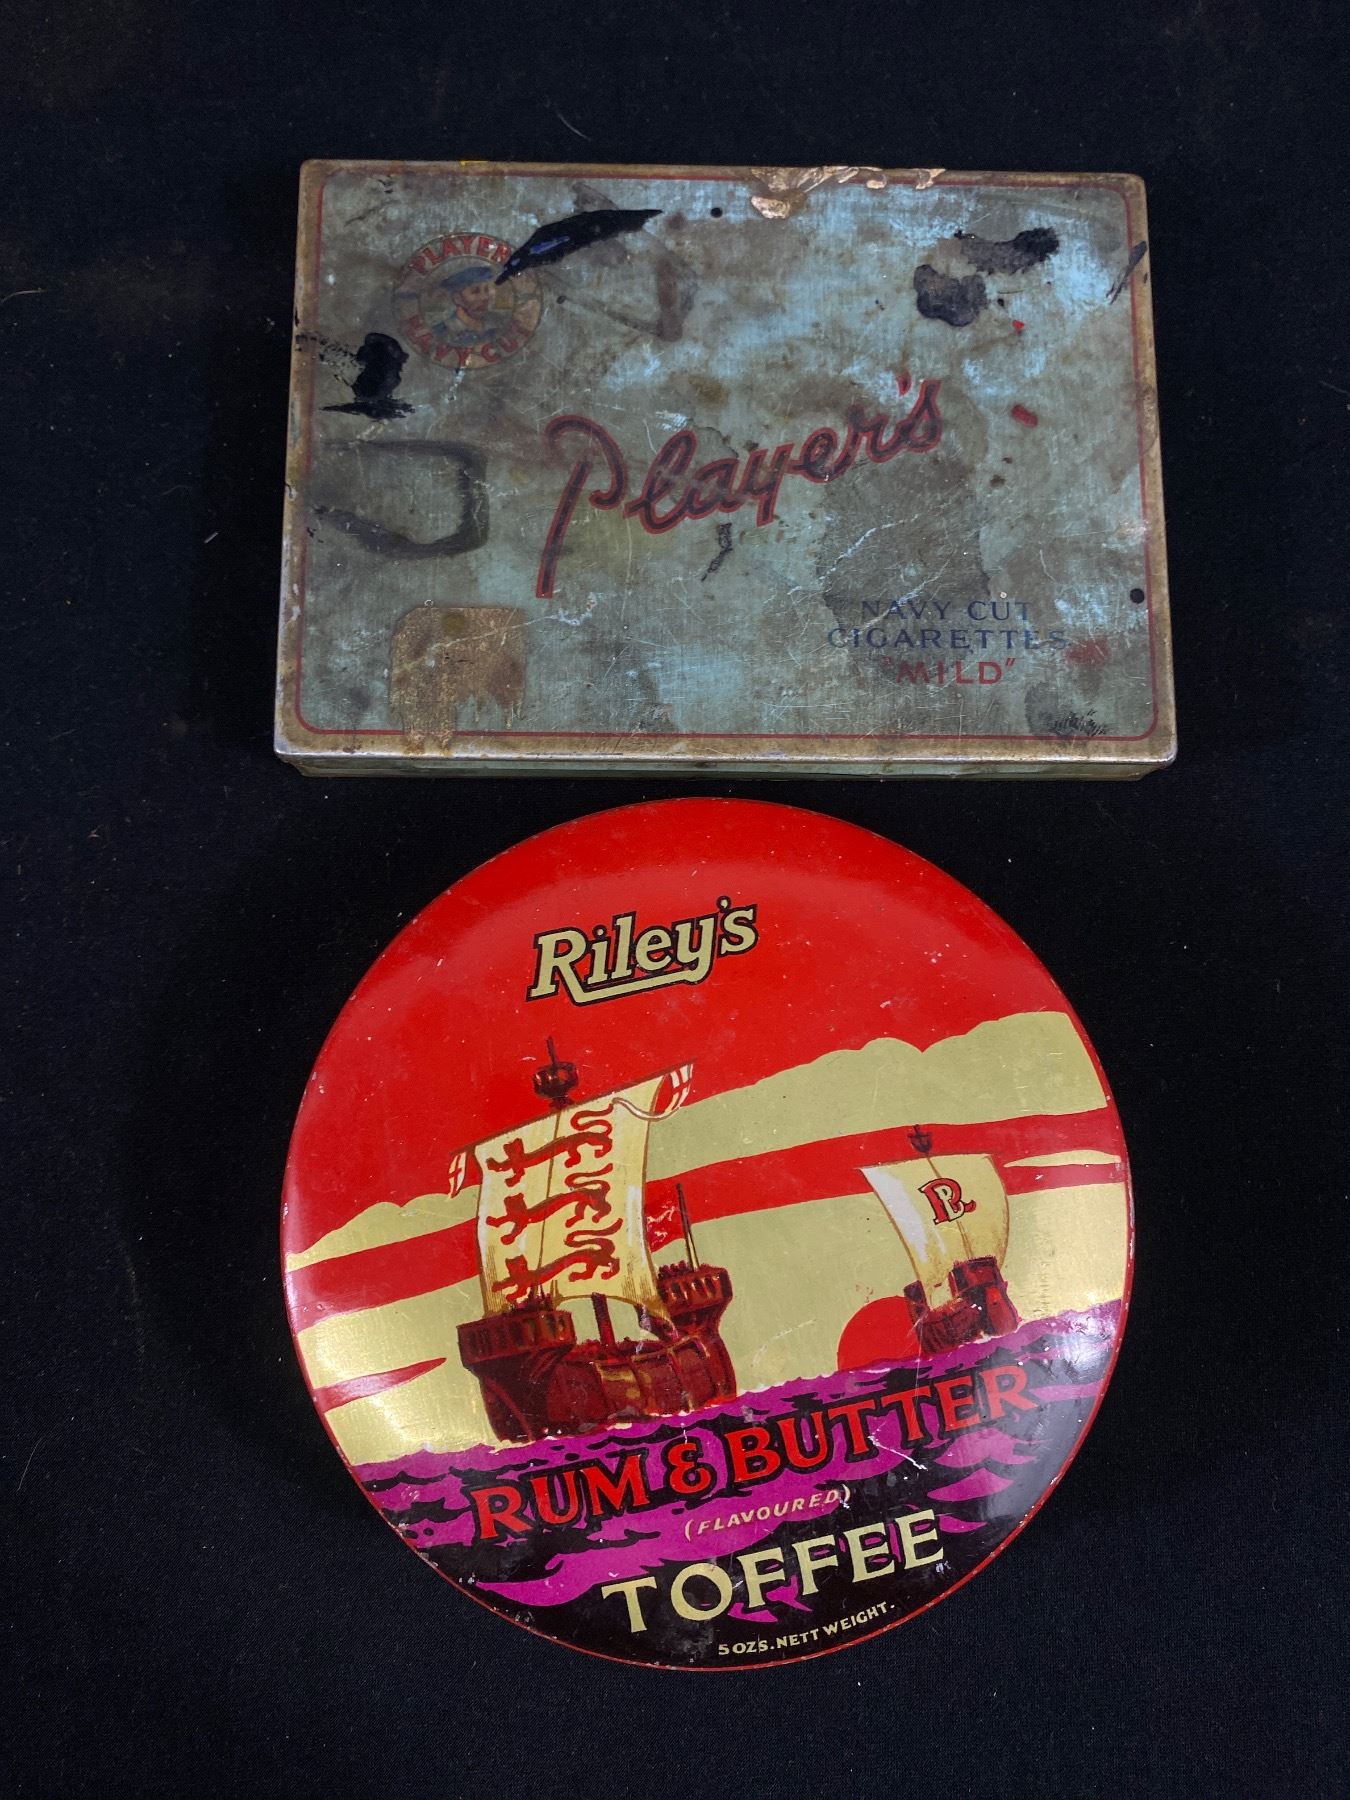 PLAYER'S
NAVY CUT
Player's
NAVY CUT
CIGARETTES
"MILD"
Riley's
RUM & BUTTER
(FLAVOURED)
TOFFEE
5 OZS. NETT WEIGHT.